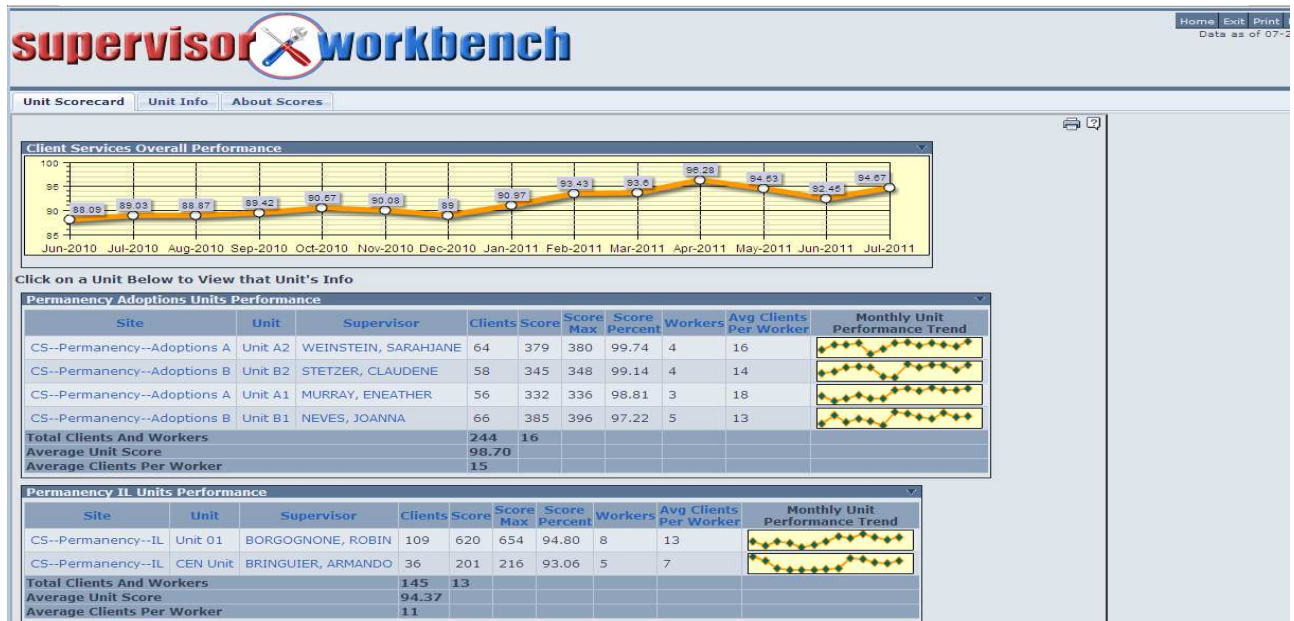 Home Exit Print
Data as of 07-2
supervisor workbench
Unit Scorecard Unit Info About Scores
Client Services Overall Performance
100
95
90
85
88.09 89.03 88.87 89.42 90.57 90.08 89 90.97 93.43 93.6 96.28 94.53 92.45 94.67
Jun-2010 Jul-2010 Aug-2010 Sep-2010 Oct-2010 Nov-2010 Dec-2010 Jan-2011 Feb-2011 Mar-2011 Apr-2011 May-2011 Jun-2011 Jul-2011
Click on a Unit Below to View that Unit's Info
Permanency Adoptions Units Performance
Site Unit Supervisor Clients Score Score Max Score Percent Workers Avg Clients Per Worker Monthly Unit Performance Trend
CS--Permanency--Adoptions A Unit A2 WEINSTEIN, SARAHJANE 64 379 380 99.74 4 16
CS--Permanency--Adoptions B Unit B2 STETZER, CLAUDENE 58 345 348 99.14 4 14
CS--Permanency--Adoptions A Unit A1 MURRAY, ENEATHER 56 332 336 98.81 3 18
CS--Permanency--Adoptions B Unit B1 NEVES, JOANNA 66 385 396 97.22 5 13
Total Clients And Workers 244 16
Average Unit Score 98.70
Average Clients Per Worker 15
Permanency IL Units Performance
Site Unit Supervisor Clients Score Score Max Score Percent Workers Avg Clients Per Worker Monthly Unit Performance Trend
CS--Permanency--IL Unit 01 BORGOGNONE, ROBIN 109 620 654 94.80 8 13
CS--Permanency--IL CEN Unit BRINGUIER, ARMANDO 36 201 216 93.06 5 7
Total Clients And Workers 145 13
Average Unit Score 94.37
Average Clients Per Worker 11